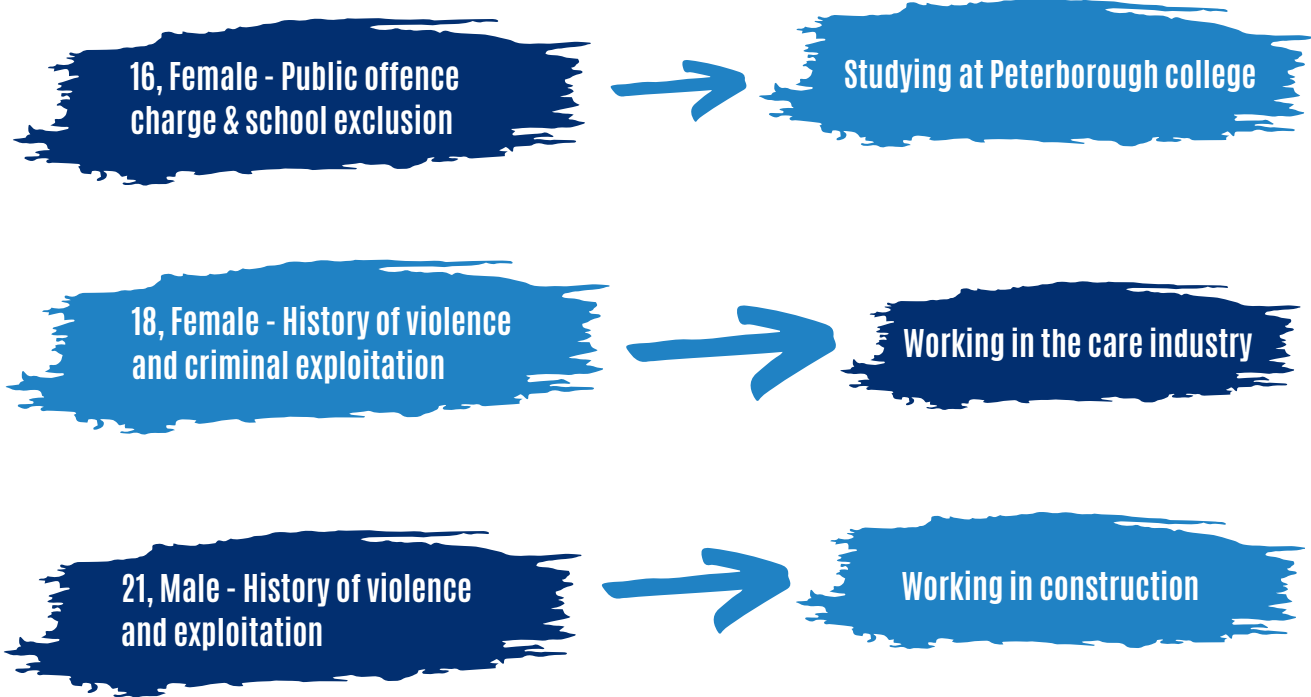 16, Female - Public offence
charge & school exclusion
Studying at Peterborough college
18, Female - History of violence
and criminal exploitation
Working in the care industry
21, Male - History of violence
and exploitation
Working in construction